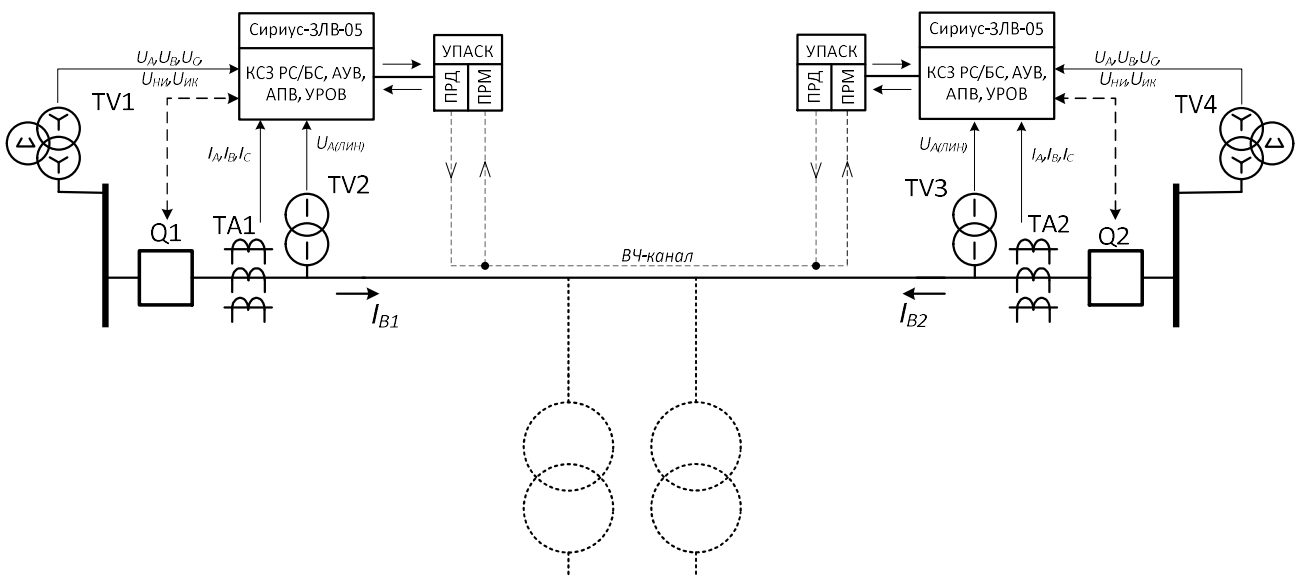 Сириус-3ЛВ-05
КСЗ РС/БС, АУВ,
АПВ, УРОВ
УПАСК
ПРД
ПРМ
UA,UB,UC,
UНИ,UИК
TV1
IA,IB,IC
UA(ЛИН)
TV2
Q1
TA1
IB1
ВЧ-канал
УПАСК
ПРД
ПРМ
Сириус-3ЛВ-05
КСЗ РС/БС, АУВ,
АПВ, УРОВ
UA,UB,UC,
UНИ,UИК
TV4
UA(ЛИН)
IA,IB,IC
TV3
TA2
Q2
IB2